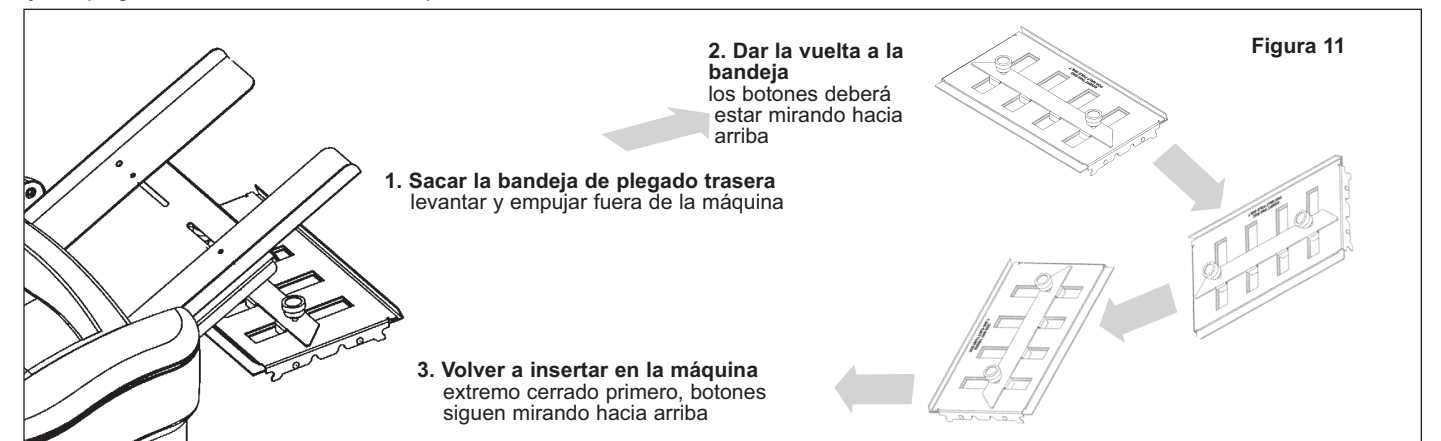 Figura 11
2. Dar la vuelta a la
bandeja
los botones deberá
estar mirando hacia
arriba
1. Sacar la bandeja de plegado trasera
levantar y empujar fuera de la máquina
3. Volver a insertar en la máquina
extremo cerrado primero, botones
siguen mirando hacia arriba